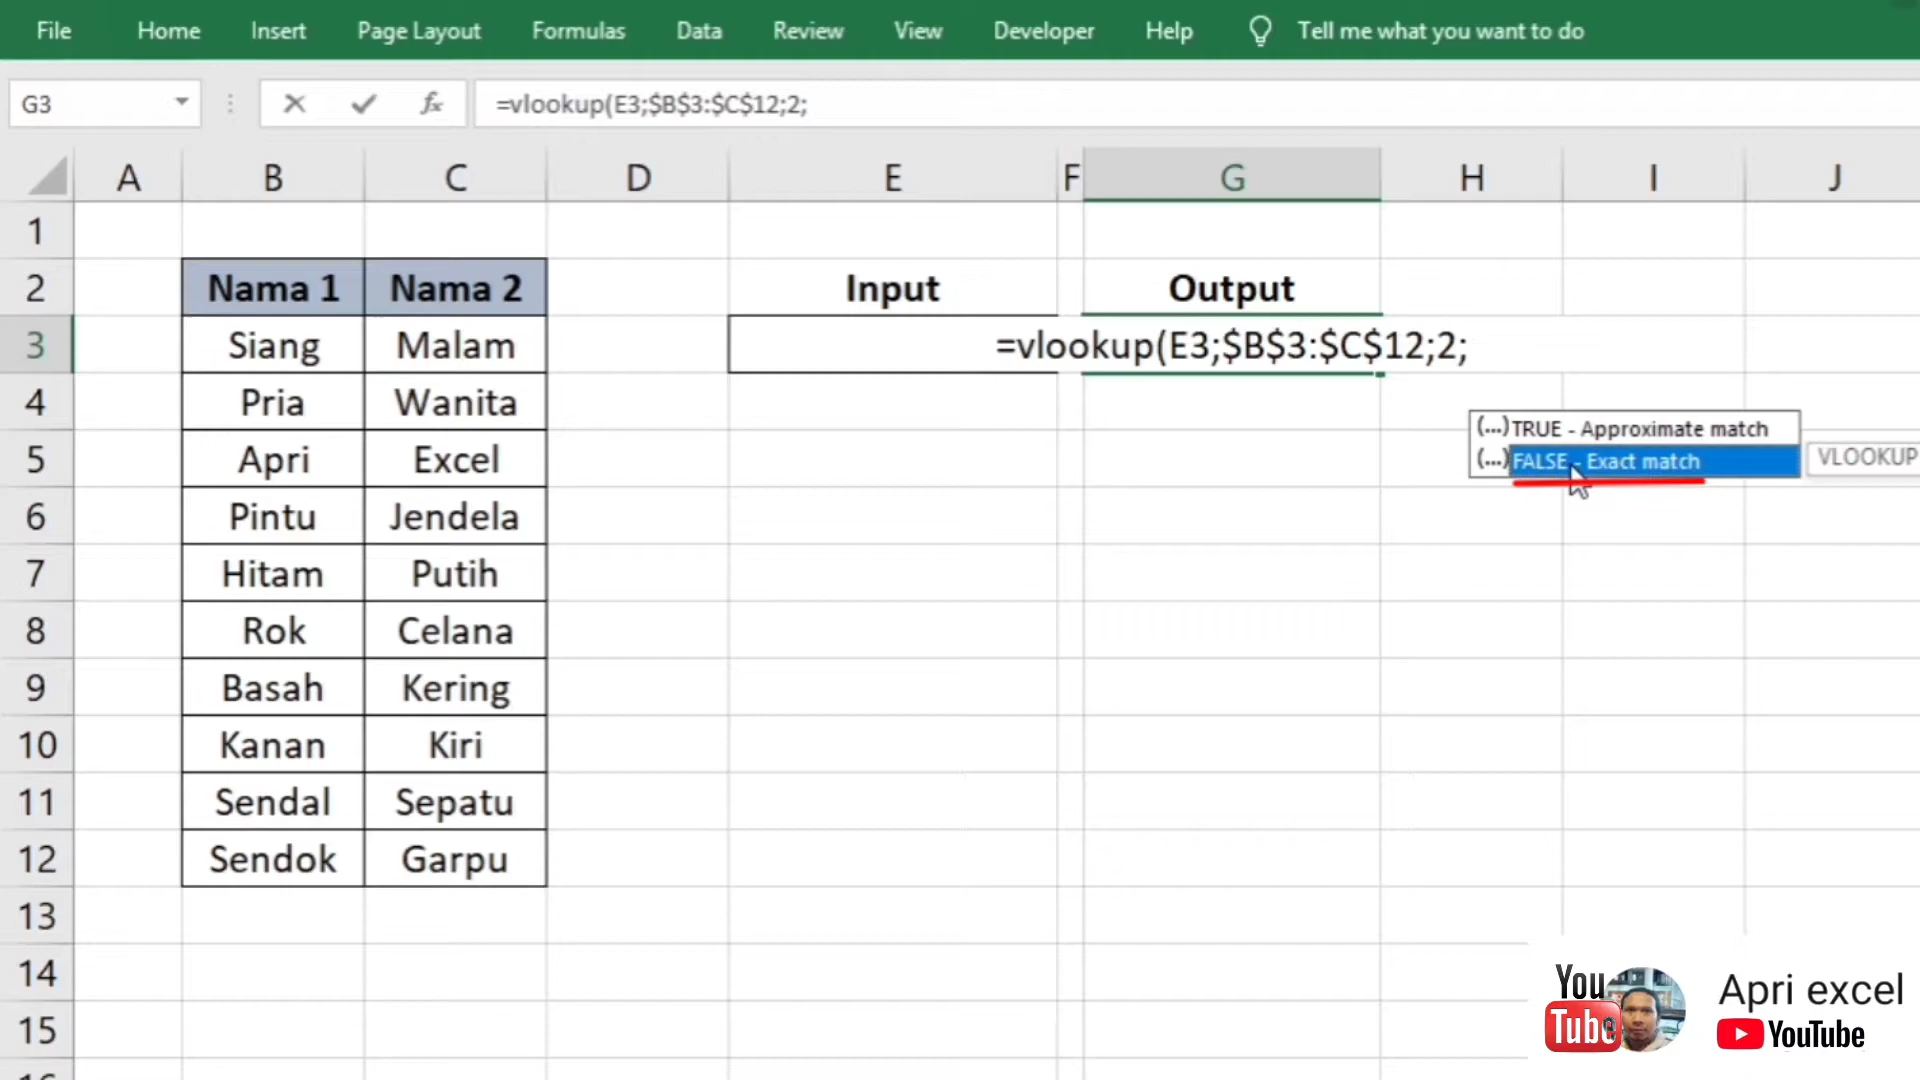 File Home Insert Page Layout Formulas Data Review View Developer Help Tell me what you want to do
G3 fx =vlookup(E3;$B$3:$C$12;2;
A B C D E F G H I J
1
2 Nama 1 Nama 2 Input Output
3 Siang Malam =vlookup(E3;$B$3:$C$12;2;
4 Pria Wanita
(...) TRUE - Approximate match
5 Apri Excel
(...) FALSE - Exact match VLOOKUP
6 Pintu Jendela
7 Hitam Putih
8 Rok Celana
9 Basah Kering
10 Kanan Kiri
11 Sendal Sepatu
12 Sendok Garpu
13
14
15
You
Tube
Apri excel
YouTube